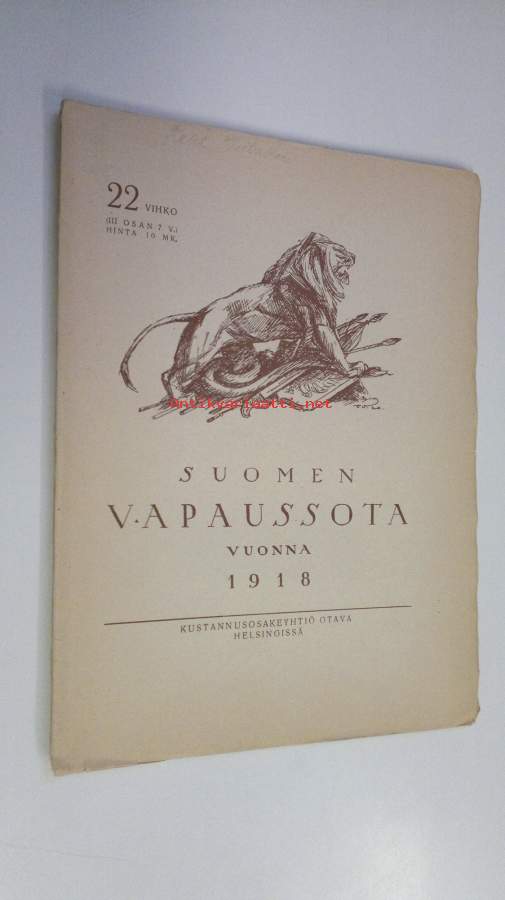 22 VIHKO
(III OSAN 7. V.)
HINTA 10 MK.
Antikvariaatti.net
SUOMEN
VAPAUSSOTA
VUONNA
1918
KUSTANNUSOSAKEYHTIÖ OTAVA
HELSINGISSÄ